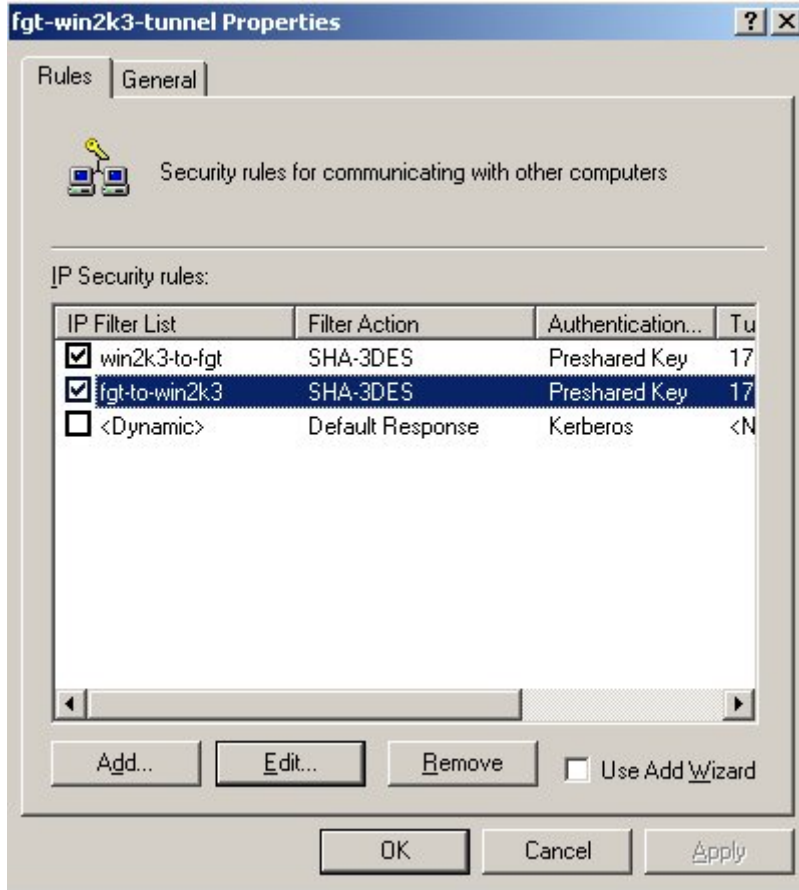 fgt-win2k3-tunnel Properties
Rules General
Security rules for communicating with other computers
IP Security rules:
IP Filter List Filter Action Authentication... Tu
win2k3-to-fgt SHA-3DES Preshared Key 17
fgt-to-win2k3 SHA-3DES Preshared Key 17
<Dynamic> Default Response Kerberos <N
Add... Edit... Remove Use Add Wizard
OK Cancel Apply